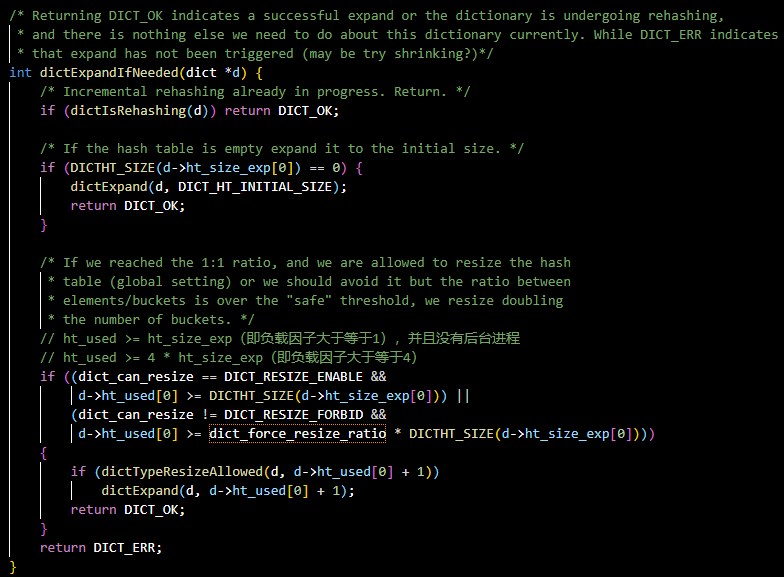 /* Returning DICT_OK indicates a successful expand or the dictionary is undergoing rehashing,
 * and there is nothing else we need to do about this dictionary currently. While DICT_ERR indicates
 * that expand has not been triggered (may be try shrinking?)*/
int dictExpandIfNeeded(dict *d) {
    /* Incremental rehashing already in progress. Return. */
    if (dictIsRehashing(d)) return DICT_OK;

    /* If the hash table is empty expand it to the initial size. */
    if (DICTHT_SIZE(d->ht_size_exp[0]) == 0) {
        dictExpand(d, DICT_HT_INITIAL_SIZE);
        return DICT_OK;
    }

    /* If we reached the 1:1 ratio, and we are allowed to resize the hash
     * table (global setting) or we should avoid it but the ratio between
     * elements/buckets is over the "safe" threshold, we resize doubling
     * the number of buckets. */
    // ht_used >= ht_size_exp（即负载因子大于等于1）, 并且没有后台进程
    // ht_used >= 4 * ht_size_exp（即负载因子大于等于4）
    if ((dict_can_resize == DICT_RESIZE_ENABLE &&
         d->ht_used[0] >= DICTHT_SIZE(d->ht_size_exp[0])) ||
        (dict_can_resize != DICT_RESIZE_FORBID &&
         d->ht_used[0] >= dict_force_resize_ratio * DICTHT_SIZE(d->ht_size_exp[0])))
    {
        if (dictTypeResizeAllowed(d, d->ht_used[0] + 1))
            dictExpand(d, d->ht_used[0] + 1);
        return DICT_OK;
    }
    return DICT_ERR;
}